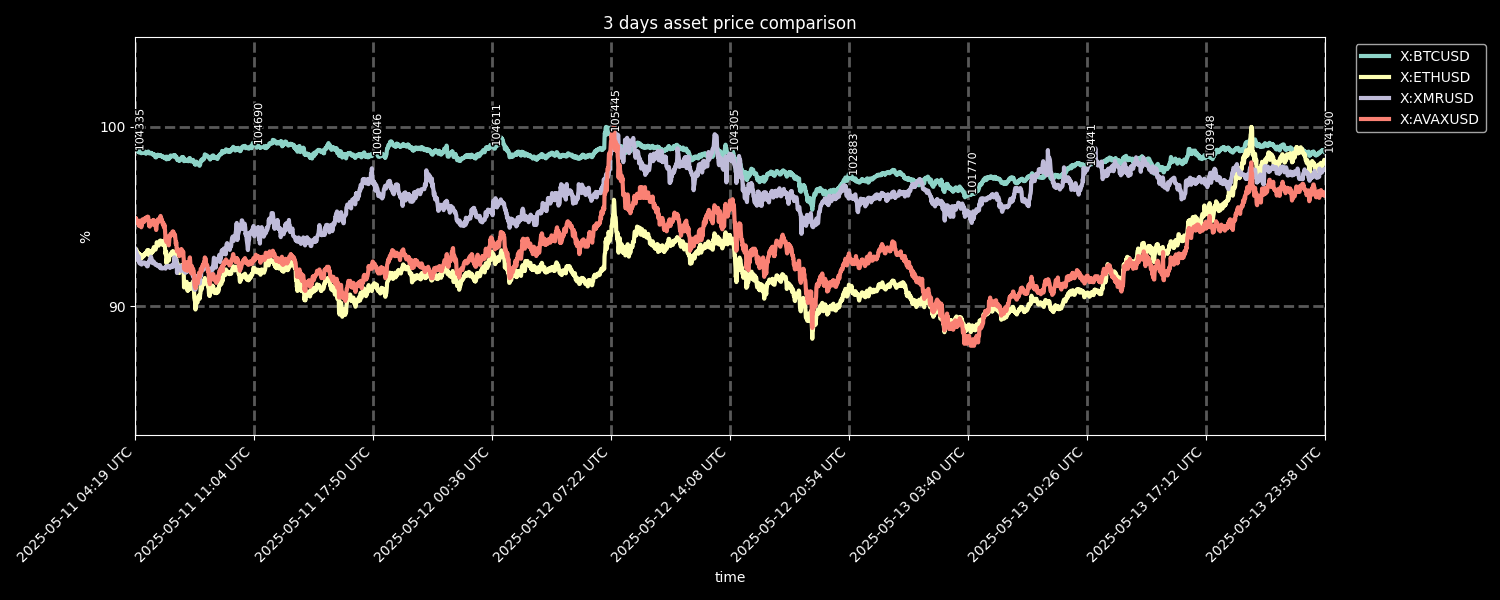 3 days asset price comparison
X:BTCUSD
X:ETHUSD
X:XMRUSD
X:AVAXUSD
100
90
%
104335
104690
104046
104611
105445
104305
102883
101770
103441
103948
104190
2025-05-11 04:19 UTC
2025-05-11 11:04 UTC
2025-05-11 17:50 UTC
2025-05-12 00:36 UTC
2025-05-12 07:22 UTC
2025-05-12 14:08 UTC
2025-05-12 20:54 UTC
2025-05-13 03:40 UTC
2025-05-13 10:26 UTC
2025-05-13 17:12 UTC
2025-05-13 23:58 UTC
time